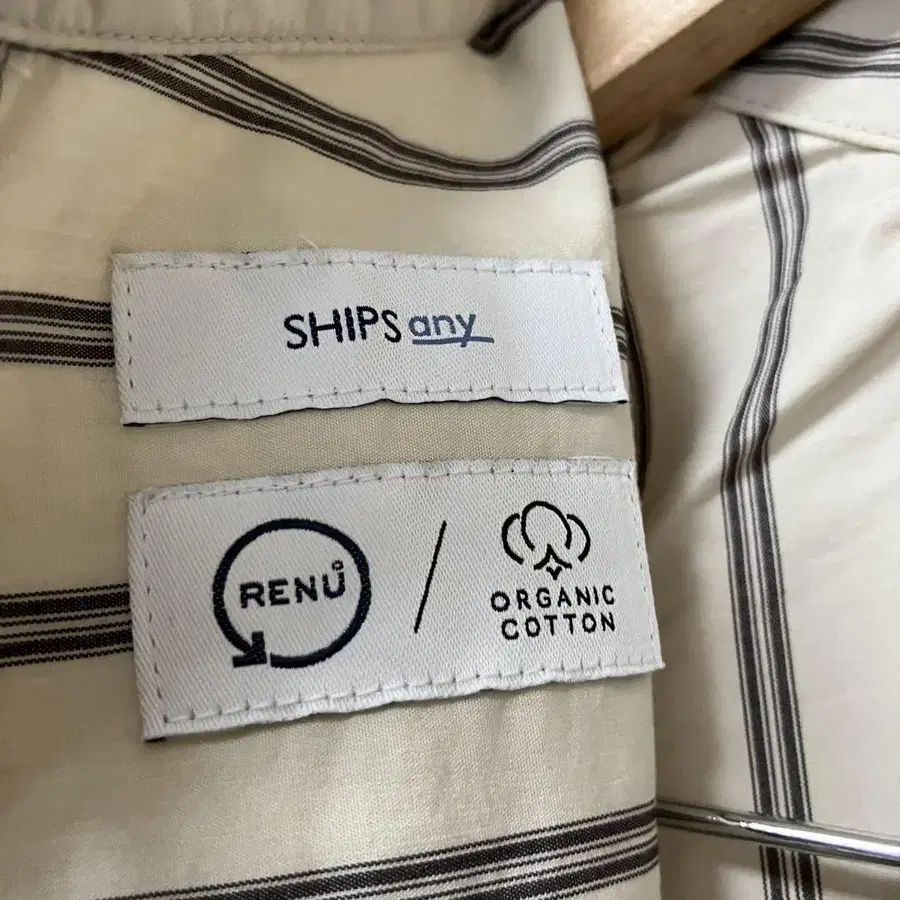 SHIPS any
RENU
/
ORGANIC
COTTON